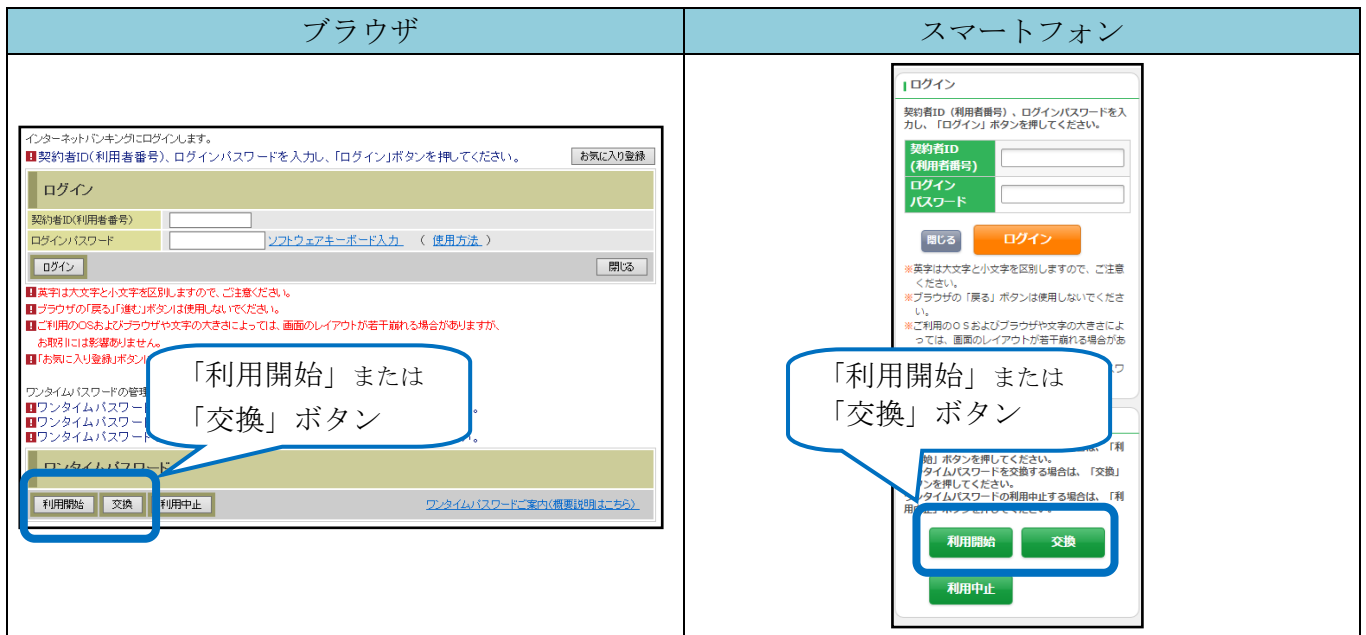 ブラウザ
スマートフォン
インターネットバンキングにログインします。
契約者ID(利用者番号)、ログインパスワードを入力し、「ログイン」ボタンを押してください。
お気に入り登録
ログイン
契約者ID(利用者番号)
ログインパスワード
ソフトウェアキーボード入力 ( 使用方法 )
ログイン
閉じる
英字は大文字と小文字を区別しますので、ご注意ください。
ブラウザの「戻る」「進む」ボタンは使用しないでください。
ご利用のOSおよびブラウザや文字の大きさによっては、画面のレイアウトが若干崩れる場合がありますが、
お取引には影響ありません。
「お気に入り登録」ボタン
ワンタイムパスワードの管理
ワンタイムパスワー
ワンタイムパスワー
ワンタイムパスワー
「利用開始」または
「交換」ボタン
ワンタイムパスワード
利用開始
交換
利用中止
ワンタイムパスワードご案内(概要説明はこちら)
ログイン
契約者ID(利用者番号)、ログインパスワードを入
力し、「ログイン」ボタンを押してください。
契約者ID
(利用者番号)
ログイン
パスワード
閉じる
ログイン
※英字は大文字と小文字を区別しますので、ご注意
ください。
※ブラウザの「戻る」ボタンは使用しないでくださ
い。
※ご利用のOSおよびブラウザや文字の大きさによ
っては、画面のレイアウトが若干崩れる場合があ
「利用開始」または
「交換」ボタン
は、「利
始」ボタンを押してください。
タイムパスワードを交換する場合は、「交換」
ンを押してください。
ンタイムパスワードの利用中止する場合は、「利
利用開始
交換
利用中止